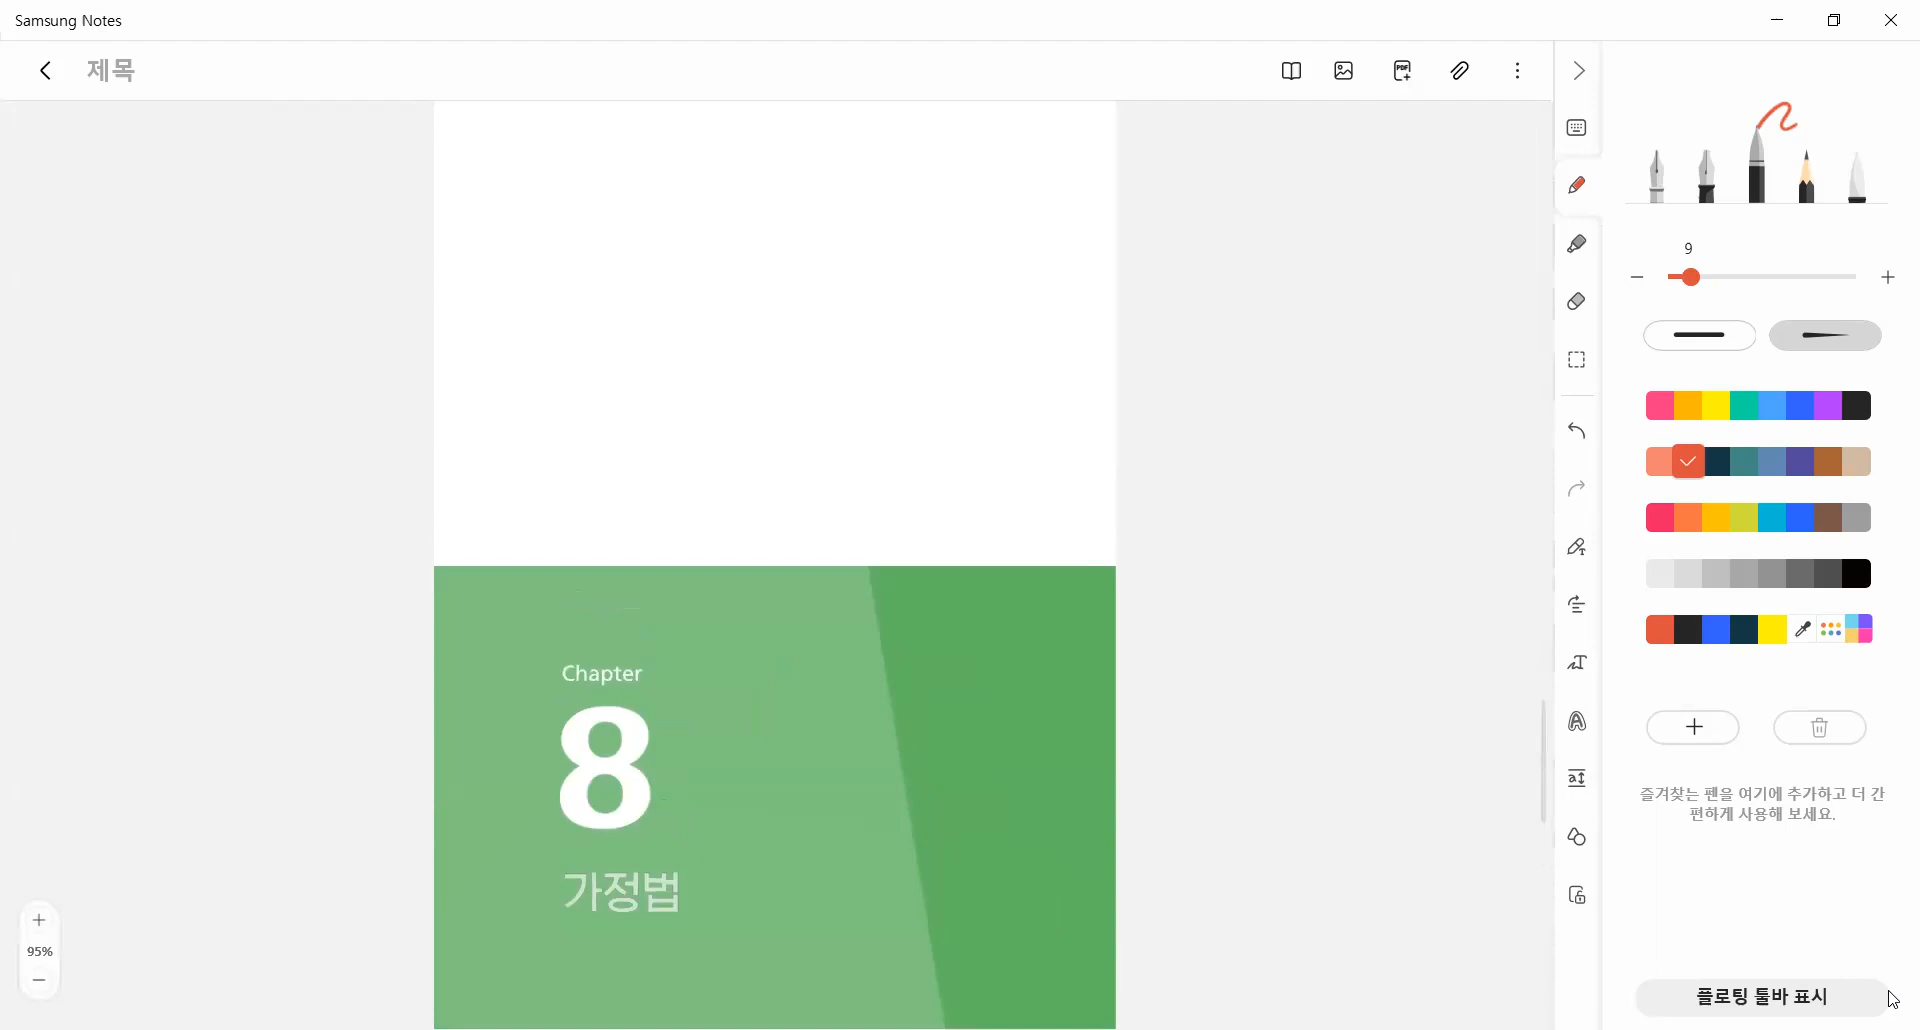 Samsung Notes
제목
PDF
9
Chapter
8
가정법
즐겨찾는 펜을 여기에 추가하고 더 간
편하게 사용해 보세요.
95%
플로팅 툴바 표시